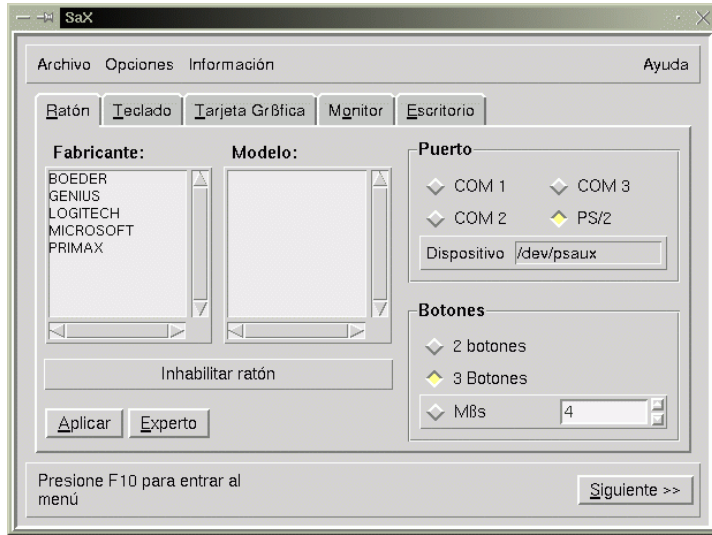 SaX
Archivo Opciones Información Ayuda
Ratón Teclado Tarjeta Grßfica Monitor Escritorio
Fabricante: Modelo: Puerto
BOEDER
GENIUS
LOGITECH
MICROSOFT
PRIMAX
COM 1 COM 3
COM 2 PS/2
Dispositivo /dev/psaux
Botones
2 botones
3 Botones
Mßs 4
Inhabilitar ratón
Aplicar Experto
Presione F10 para entrar al
menú
Siguiente >>